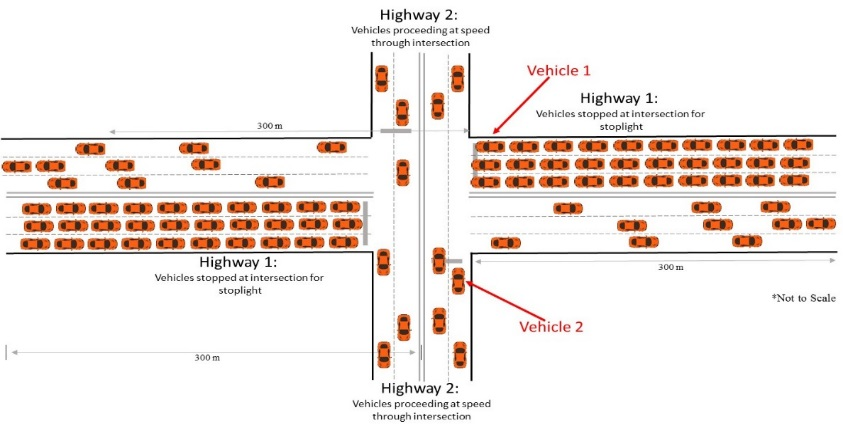 Highway 2:
Vehicles proceeding at speed
through intersection
Vehicle 1
Highway 1:
Vehicles stopped at intersection for
stoplight
300 m
Highway 1:
Vehicles stopped at intersection for
stoplight
300 m
*Not to Scale
Vehicle 2
300 m
Highway 2:
Vehicles proceeding at speed
through intersection